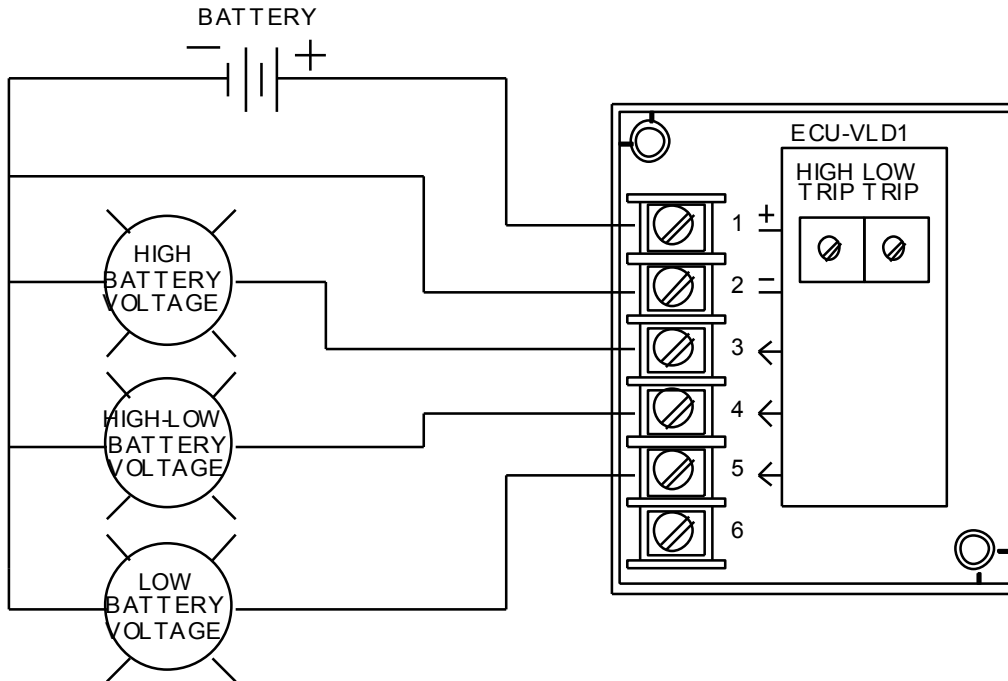 BATTERY
− +
ECU-VLD1
HIGH LOW
TRIP TRIP
HIGH
BATTERY
VOLTAGE
HIGH-LOW
BATTERY
VOLTAGE
LOW
BATTERY
VOLTAGE
1 +
2 −
3
4
5
6